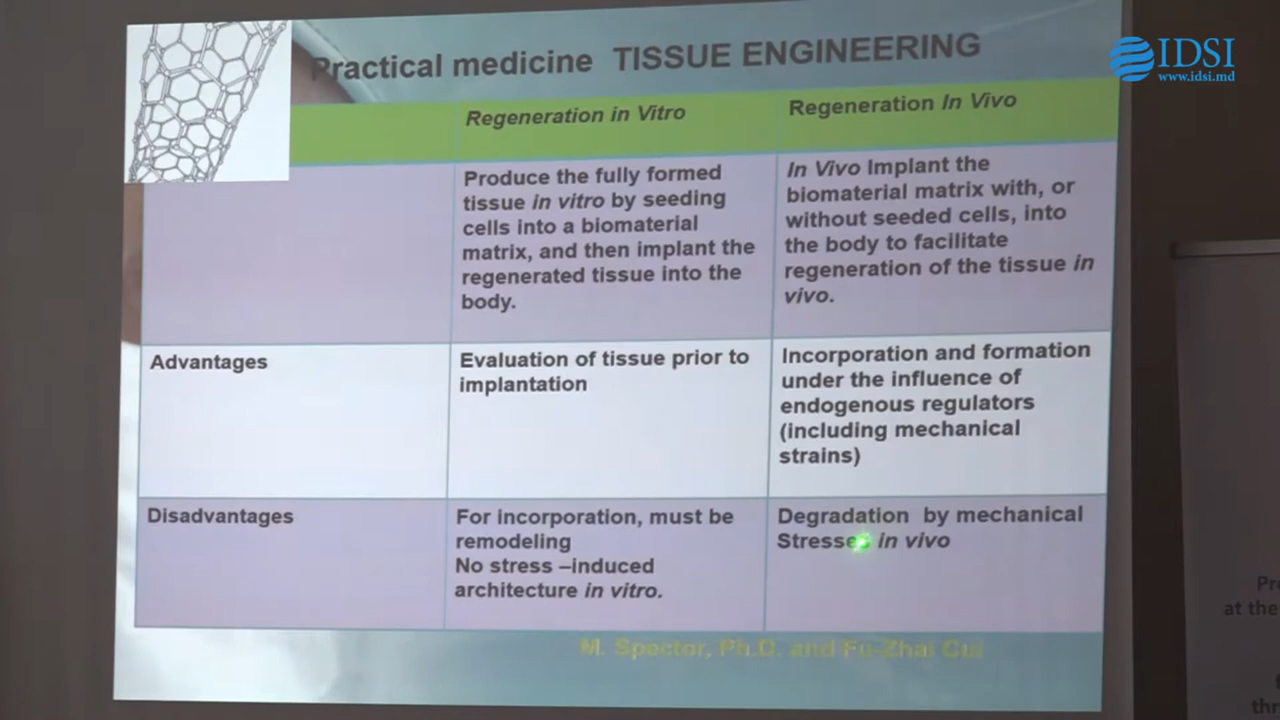 Practical medicine TISSUE ENGINEERING
IDSI
www.idsi.md
Regeneration in Vitro
Regeneration In Vivo
Produce the fully formed
tissue in vitro by seeding
cells into a biomaterial
matrix, and then implant the
regenerated tissue into the
body.
In Vivo Implant the
biomaterial matrix with, or
without seeded cells, into
the body to facilitate
regeneration of the tissue in
vivo.
Advantages
Evaluation of tissue prior to
implantation
Incorporation and formation
under the influence of
endogenous regulators
(including mechanical
strains)
Disadvantages
For incorporation, must be
remodeling
No stress –induced
architecture in vitro.
Degradation by mechanical
Stresses in vivo
M. Spector, Ph.D. and Fu-Zhai Cui
at the